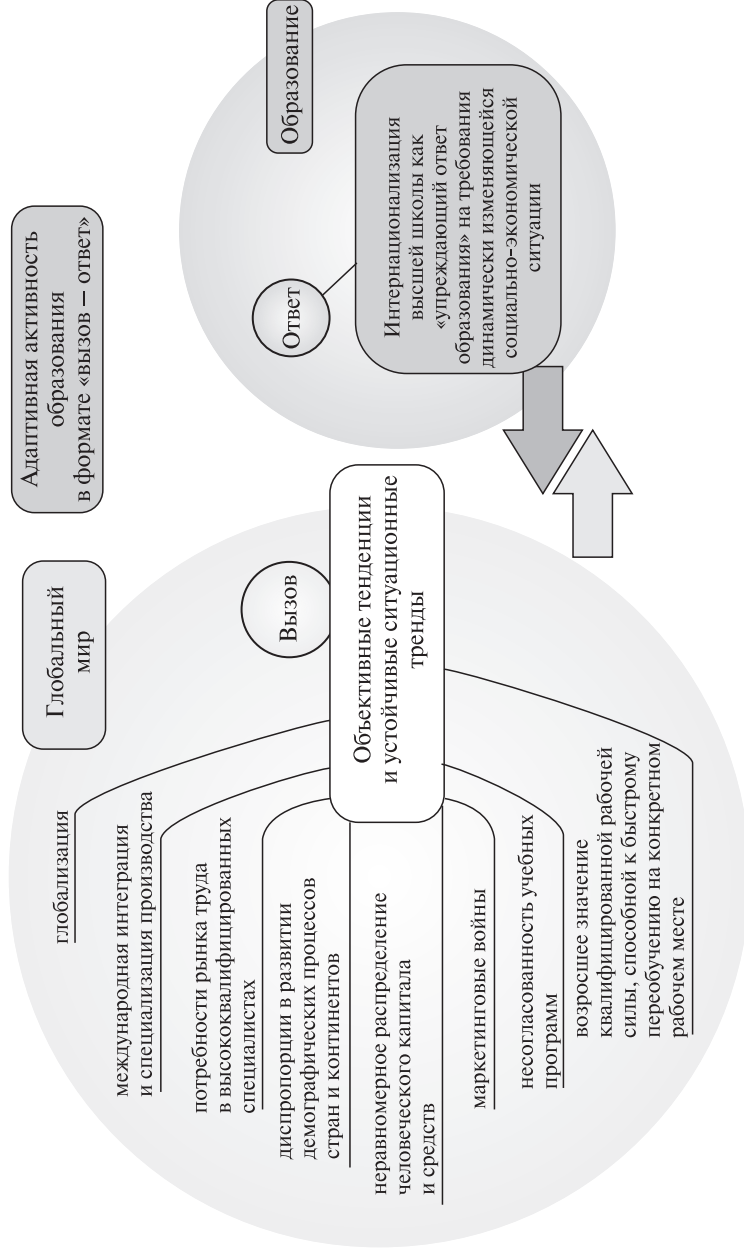 Адаптивная активность
образования
в формате «вызов – ответ»
Глобальный
мир
Образование
Вызов
Ответ
Объективные тенденции
и устойчивые ситуационные
тренды
глобализация
международная интеграция
и специализация производства
потребности рынка труда
в высококвалифицированных
специалистах
диспропорции в развитии
демографических процессов
стран и континентов
неравномерное распределение
человеческого капитала
и средств
маркетинговые войны
несогласованность учебных
программ
возросшее значение
квалифицированной рабочей
силы, способной к быстрому
переобучению на конкретном
рабочем месте
Интернационализация
высшей школы как
«упреждающий ответ
образования» на требования
динамически изменяющейся
социально-экономической
ситуации